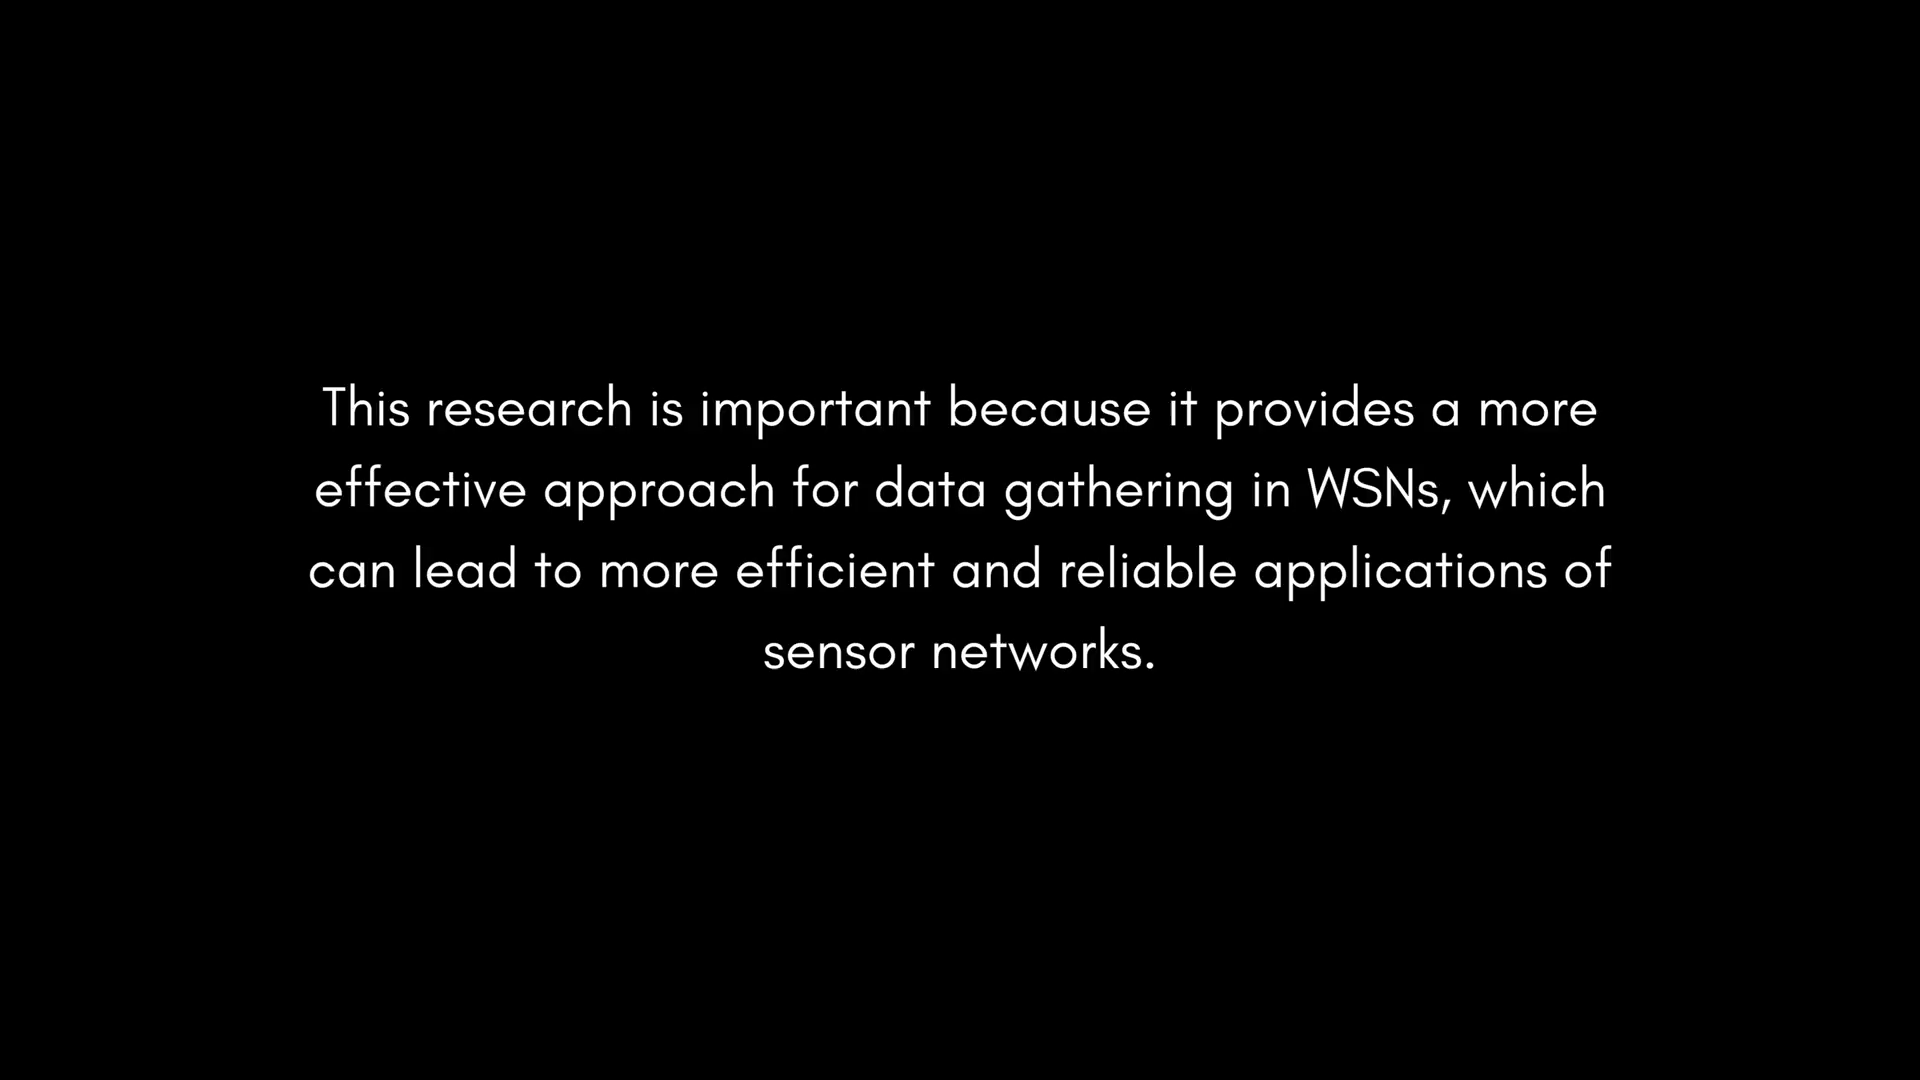 This research is important because it provides a more
effective approach for data gathering in WSNs, which
can lead to more efficient and reliable applications of
sensor networks.